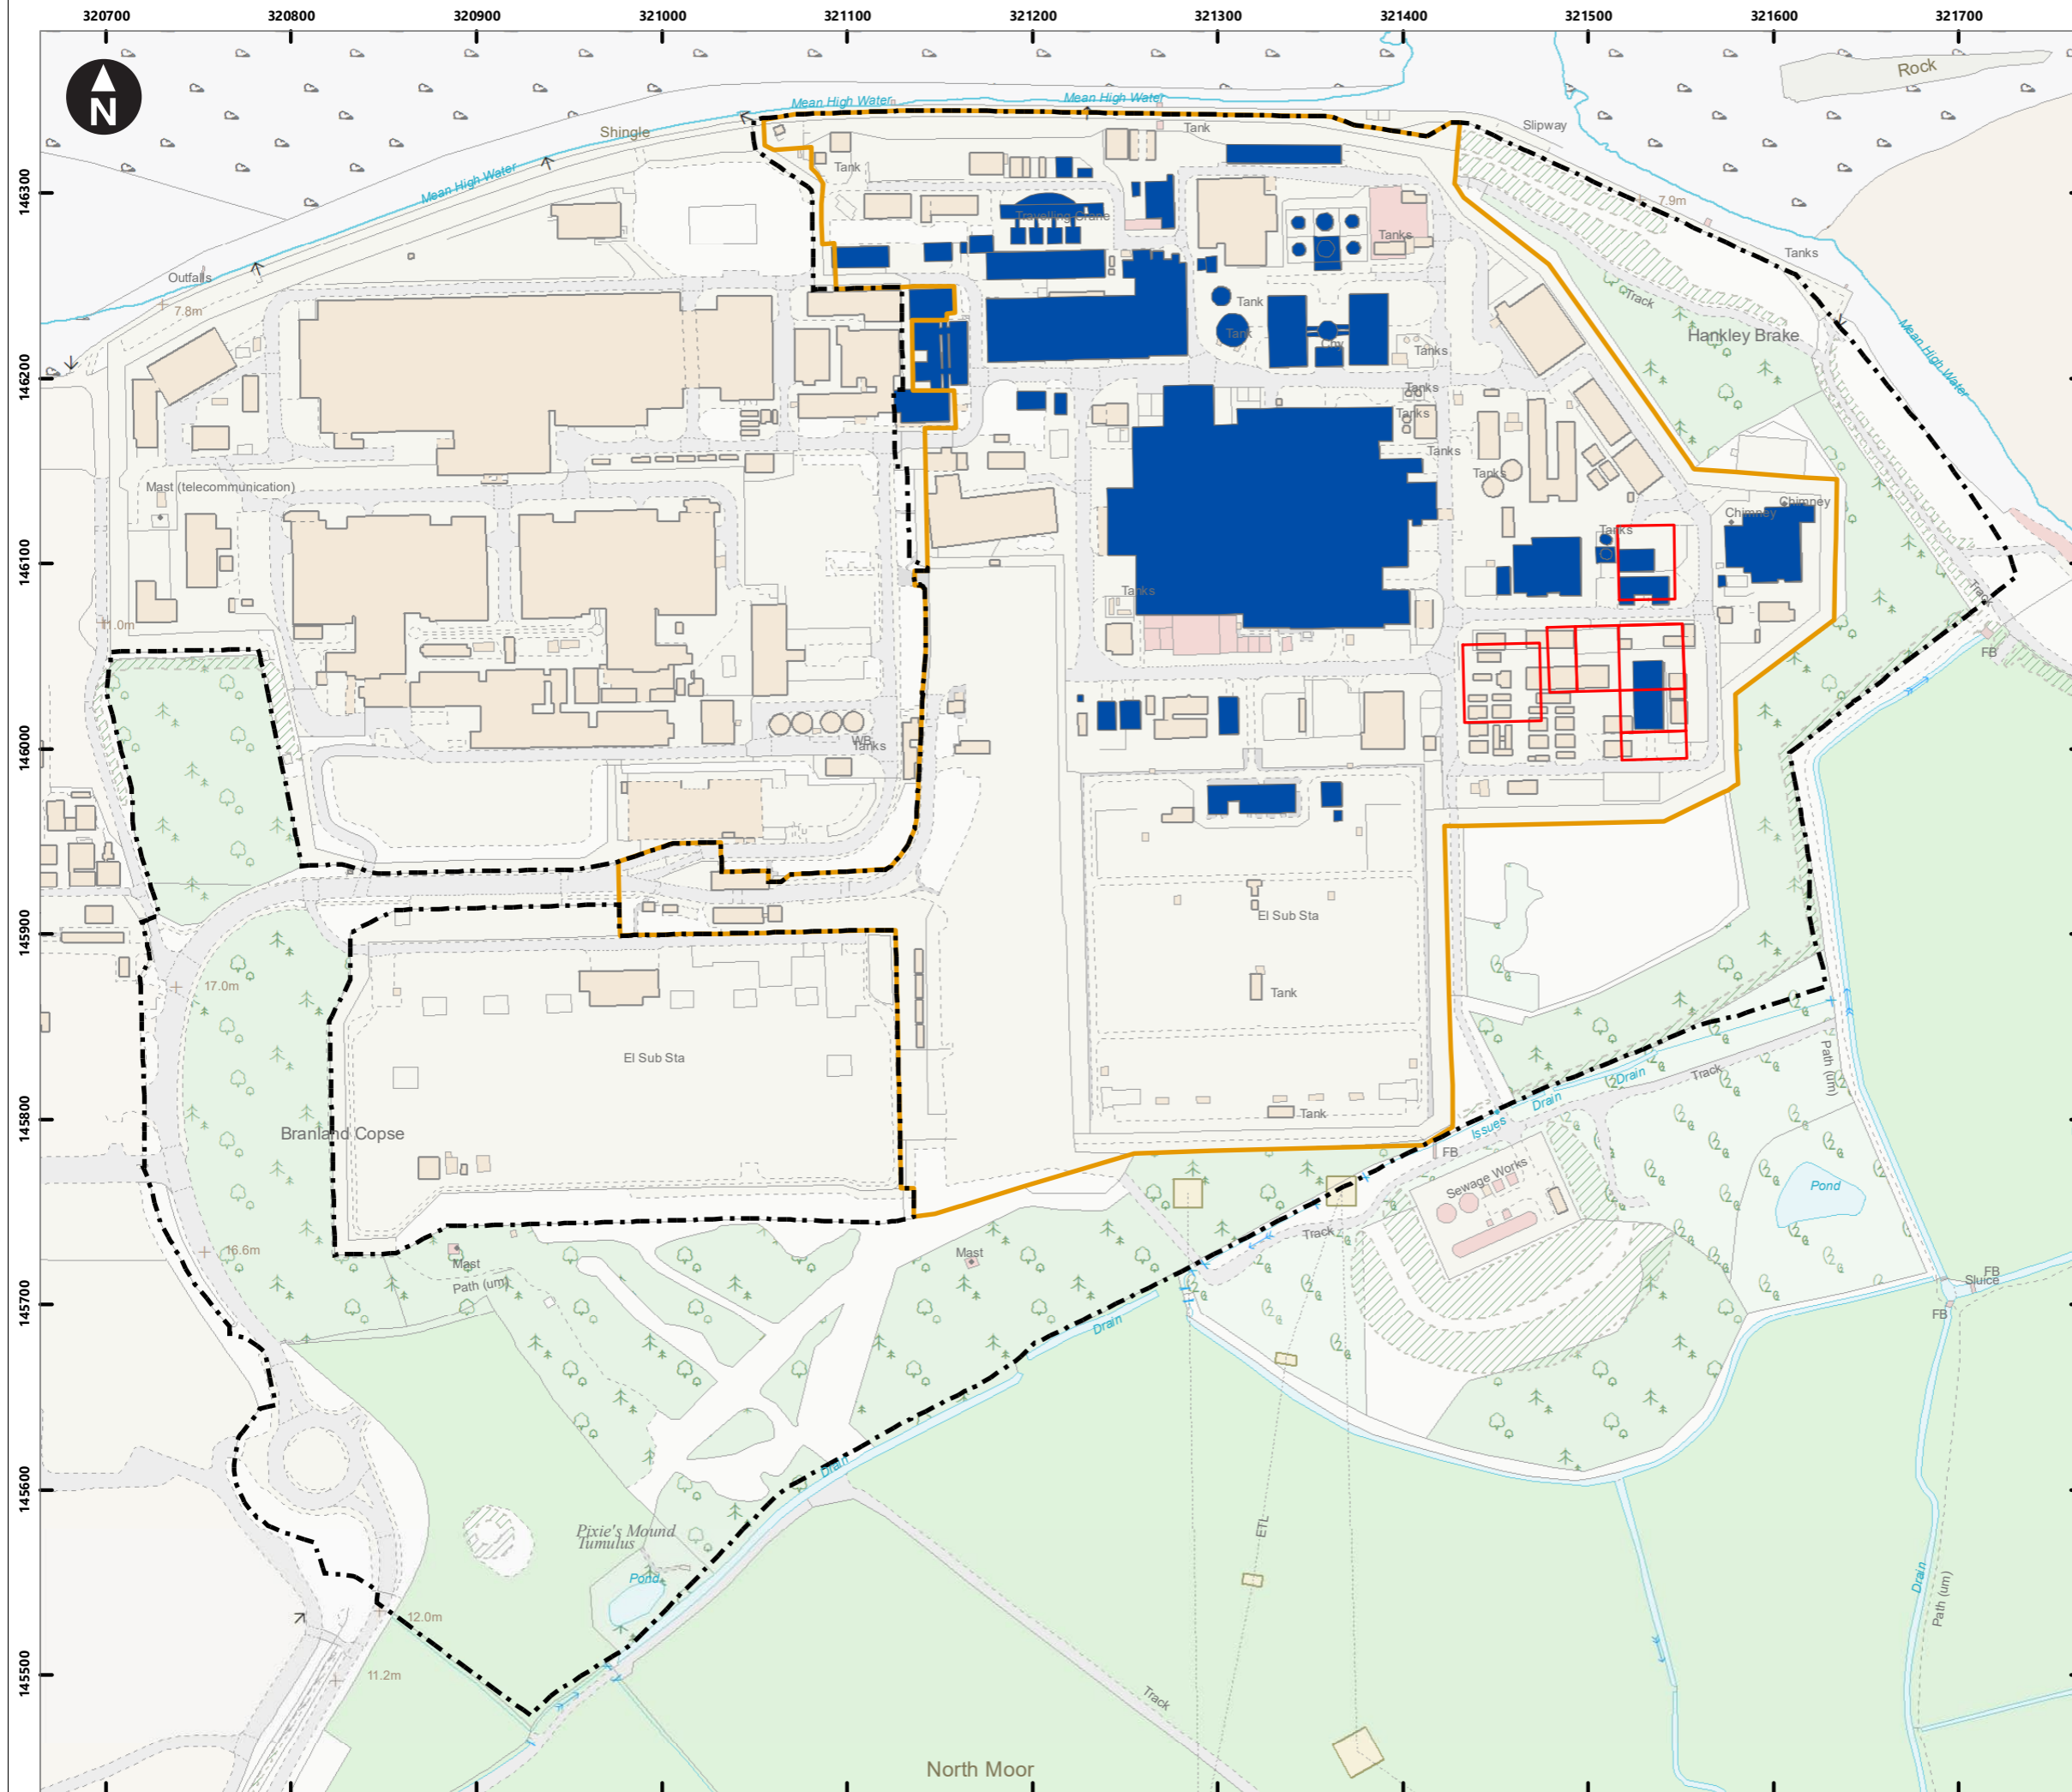 320700 320800 320900 321000 321100 321200 321300 321400 321500 321600 321700
N
Rock
Mean High Water
Mean High Water
Shingle
Tank
Slipway
Mean High Water
Tank
146300
7.9m
Travelling Crane
Tanks
Tanks
Outfalls
7.8m
Track
Tank
Tank
Hankley Brake
Tanks
Mean High Water
146200
Tanks
Tanks
Tanks
Tanks
Mast (telecommunication)
Chimney
Chimney
Tanks
146100
Tanks
Track
FB
146000
WB
Tanks
145900
El Sub Sta
17.0m
Tank
El Sub Sta
Path (um)
Track
Drain
Drain
145800
Tank
Issues
Branland Copse
FB
Sewage Works
Pond
Track
16.6m
Mast
Mast
Path (um)
FB
Sluice
145700
FB
Drain
Drain
145600
ETL
Pixie's Mound
Tumulus
Pond
Drain
Path (um)
12.0m
11.2m
145500
Track
North Moor